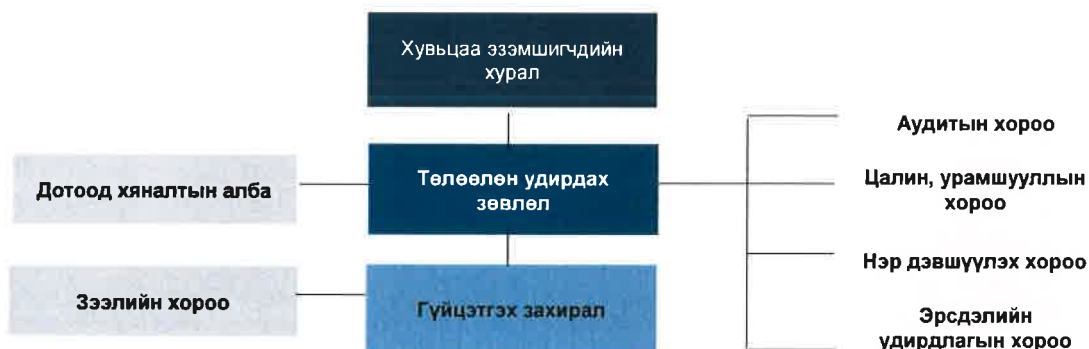 Хувьцаа эзэмшигчдийн
хурал
Аудитын хороо
Дотоод хяналтын алба
Төлөөлөн удирдах
зөвлөл
Цалин, урамшууллын
хороо
Нэр дэвшүүлэх хороо
Зээлийн хороо
Гүйцэтгэх захирал
Эрсдэлийн
удирдлагын хороо